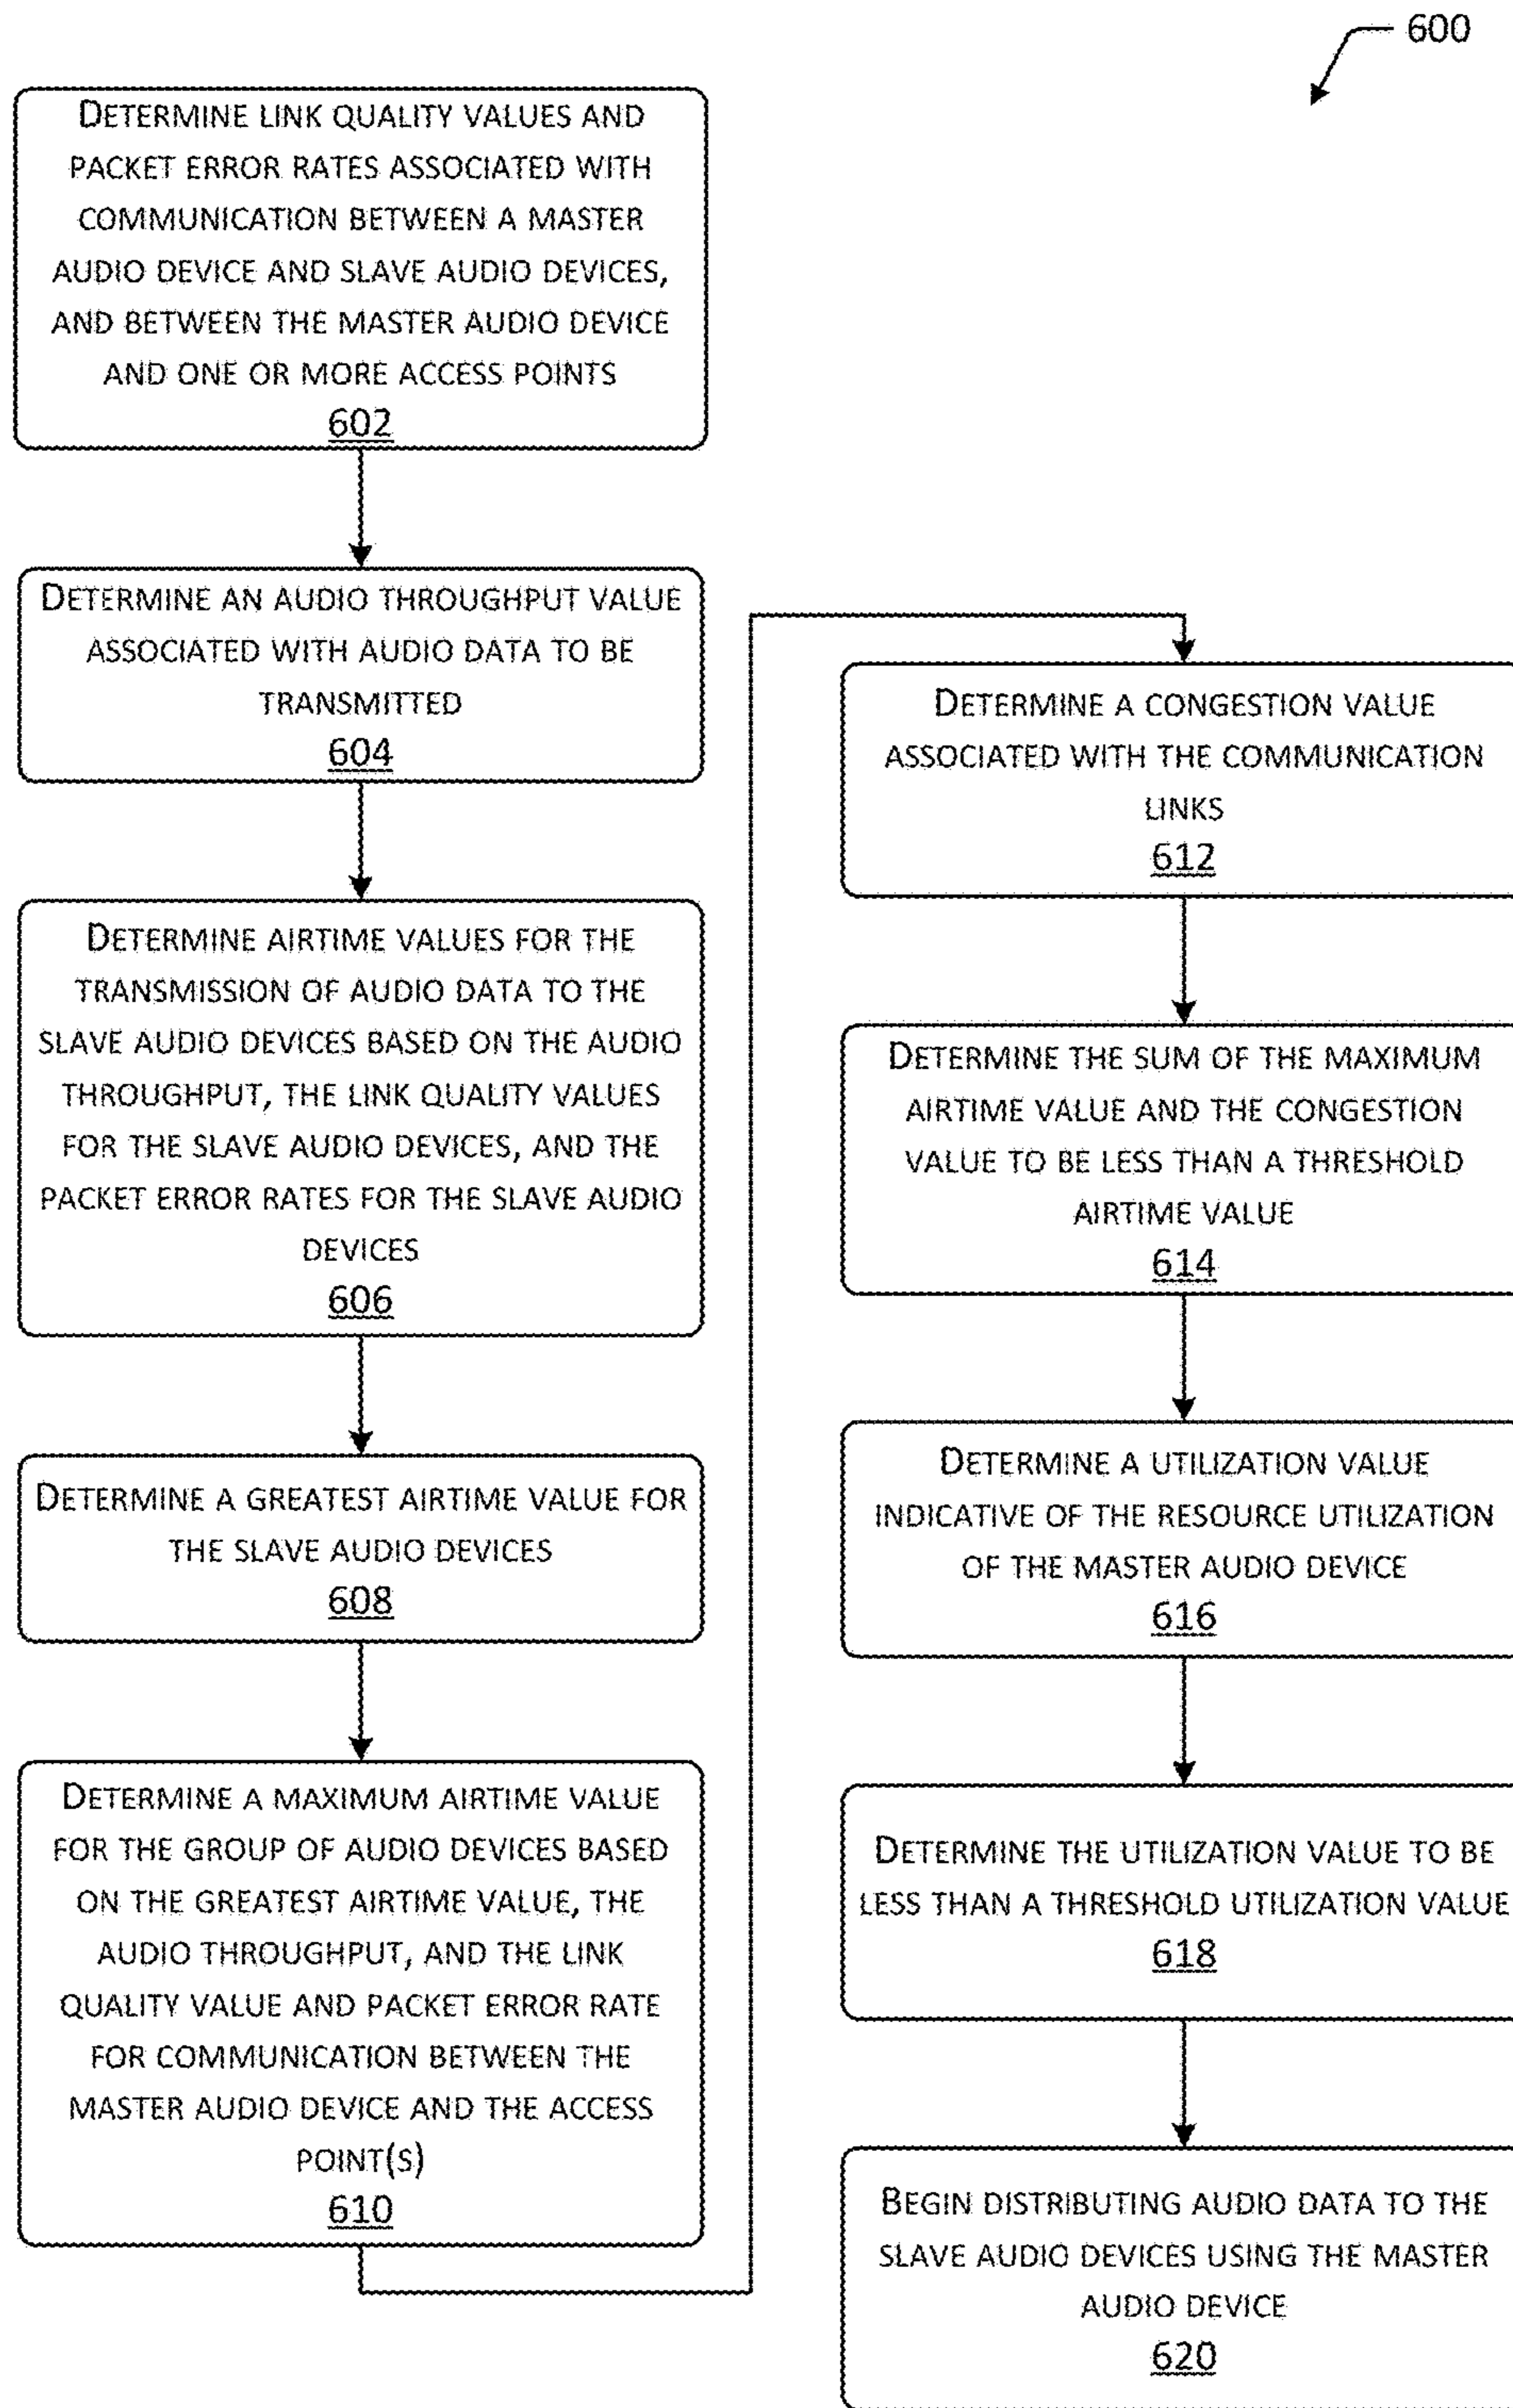 600
DETERMINE LINK QUALITY VALUES AND
PACKET ERROR RATES ASSOCIATED WITH
COMMUNICATION BETWEEN A MASTER
AUDIO DEVICE AND SLAVE AUDIO DEVICES,
AND BETWEEN THE MASTER AUDIO DEVICE
AND ONE OR MORE ACCESS POINTS
602
DETERMINE AN AUDIO THROUGHPUT VALUE
ASSOCIATED WITH AUDIO DATA TO BE
TRANSMITTED
604
DETERMINE AIRTIME VALUES FOR THE
TRANSMISSION OF AUDIO DATA TO THE
SLAVE AUDIO DEVICES BASED ON THE AUDIO
THROUGHPUT, THE LINK QUALITY VALUES
FOR THE SLAVE AUDIO DEVICES, AND THE
PACKET ERROR RATES FOR THE SLAVE AUDIO
DEVICES
606
DETERMINE A GREATEST AIRTIME VALUE FOR
THE SLAVE AUDIO DEVICES
608
DETERMINE A MAXIMUM AIRTIME VALUE
FOR THE GROUP OF AUDIO DEVICES BASED
ON THE GREATEST AIRTIME VALUE, THE
AUDIO THROUGHPUT, AND THE LINK
QUALITY VALUE AND PACKET ERROR RATE
FOR COMMUNICATION BETWEEN THE
MASTER AUDIO DEVICE AND THE ACCESS
POINT(S)
610
DETERMINE A CONGESTION VALUE
ASSOCIATED WITH THE COMMUNICATION
LINKS
612
DETERMINE THE SUM OF THE MAXIMUM
AIRTIME VALUE AND THE CONGESTION
VALUE TO BE LESS THAN A THRESHOLD
AIRTIME VALUE
614
DETERMINE A UTILIZATION VALUE
INDICATIVE OF THE RESOURCE UTILIZATION
OF THE MASTER AUDIO DEVICE
616
DETERMINE THE UTILIZATION VALUE TO BE
LESS THAN A THRESHOLD UTILIZATION VALUE
618
BEGIN DISTRIBUTING AUDIO DATA TO THE
SLAVE AUDIO DEVICES USING THE MASTER
AUDIO DEVICE
620